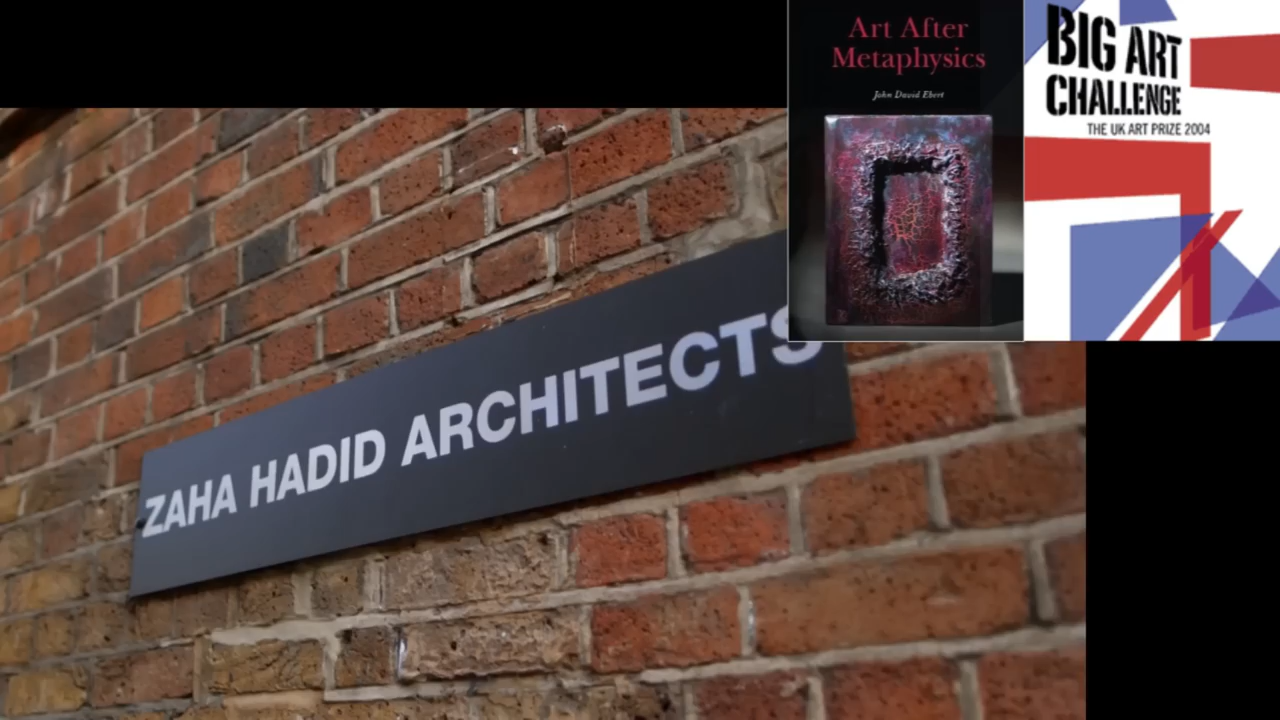 Art After
Metaphysics
John David Ebert
BIG ART
CHALLENGE
THE UK ART PRIZE 2004
ZAHA HADID ARCHITECTS